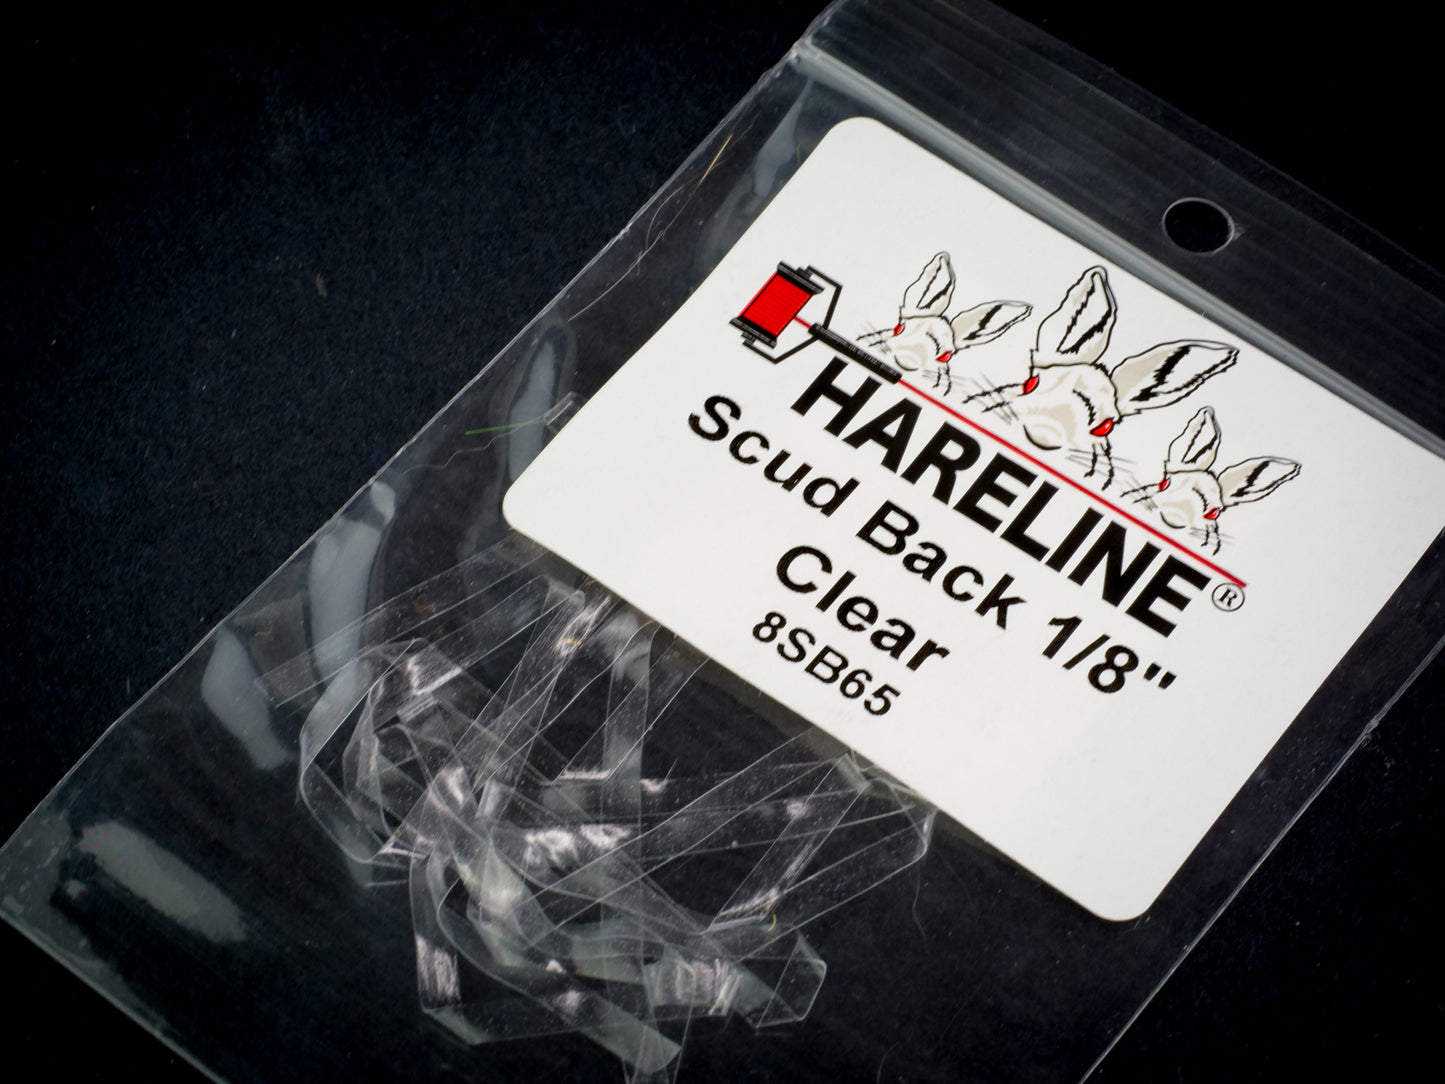 HARELINE®
Scud Back 1/8"
Clear
8SB65